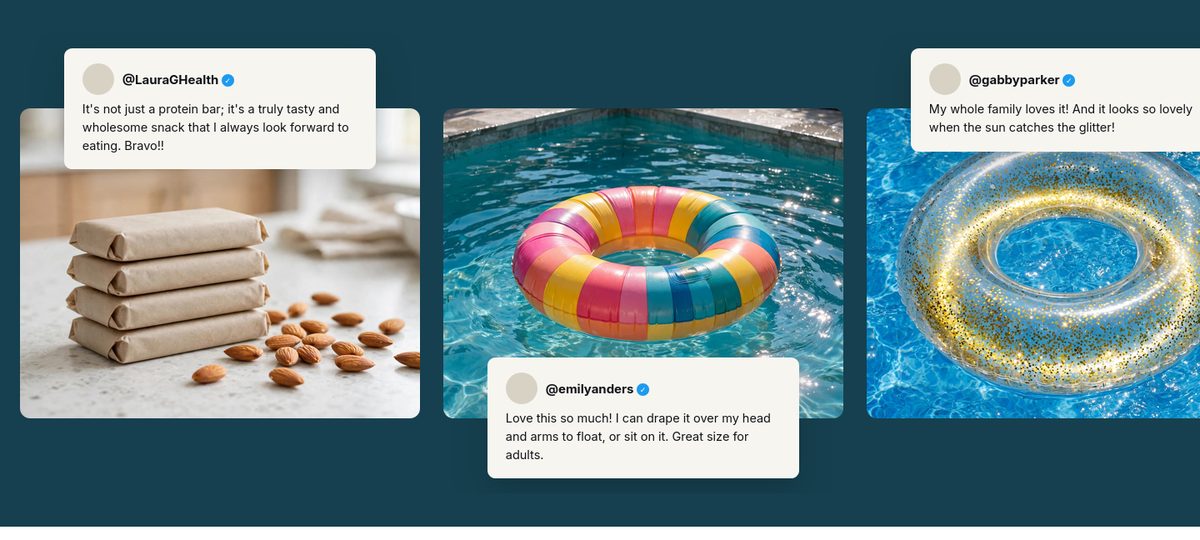 @LauraGHealth
It's not just a protein bar; it's a truly tasty and
wholesome snack that I always look forward to
eating. Bravo!!
@emilyanders
Love this so much! I can drape it over my head
and arms to float, or sit on it. Great size for
adults.
@gabbyparker
My whole family loves it! And it looks so lovely
when the sun catches the glitter!